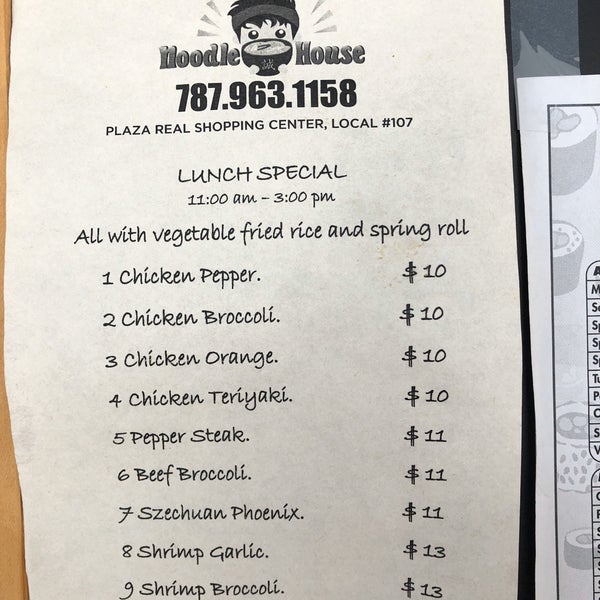 Noodle House
誠
787.963.1158
PLAZA REAL SHOPPING CENTER, LOCAL #107
LUNCH SPECIAL
11:00 am – 3:00 pm
All with vegetable fried rice and spring roll
1 Chicken Pepper. $ 10
2 Chicken Broccoli. $ 10
3 Chicken Orange. $ 10
4 Chicken Teriyaki. $ 10
5 Pepper Steak. $ 11
6 Beef Broccoli. $ 11
7 Szechuan Phoenix. $ 11
8 Shrimp Garlic. $ 13
9 Shrimp Broccoli. $ 13